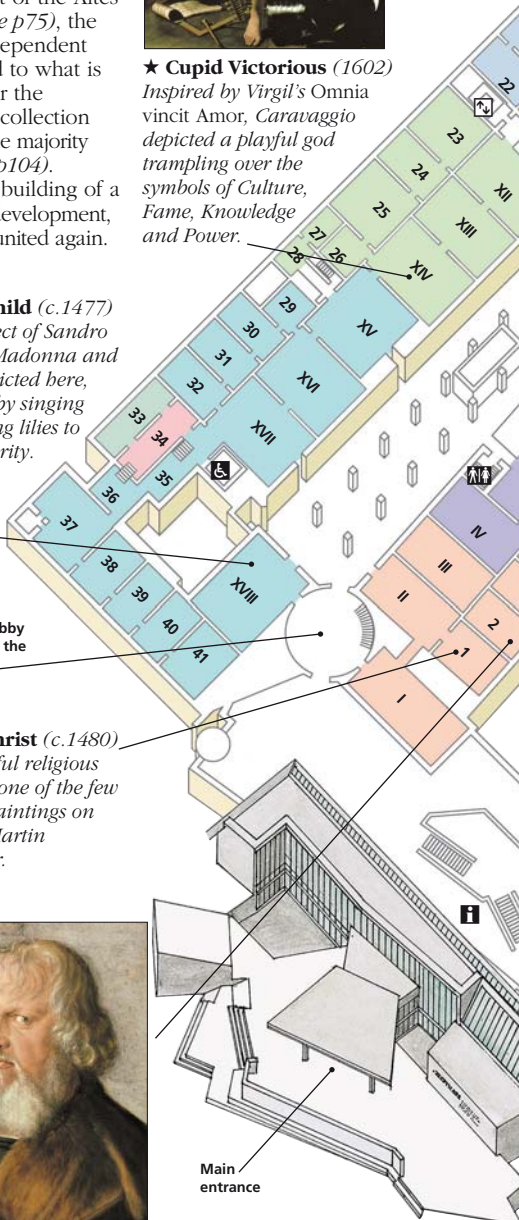 t of the Altes
e p75), the
ependent
d to what is
r the
collection
e majority
p104).
building of a
development,
united again.
★ Cupid Victorious (1602)
Inspired by Virgil's Omnia
vincit Amor, Caravaggio
depicted a playful god
trampling over the
symbols of Culture,
Fame, Knowledge
and Power.
hild (c.1477)
ect of Sandro
Madonna and
icted here,
by singing
ng lilies to
rity.
bby
the
hrist (c.1480)
ful religious
one of the few
aintings on
Martin
r.
22
23
24
25
27
26
28
29
30
31
32
33
34
35
36
37
38
39
40
41
XII
XIII
XIV
XV
XVI
XVII
XVIII
IV
III
II
2
1
I
i
Main
entrance